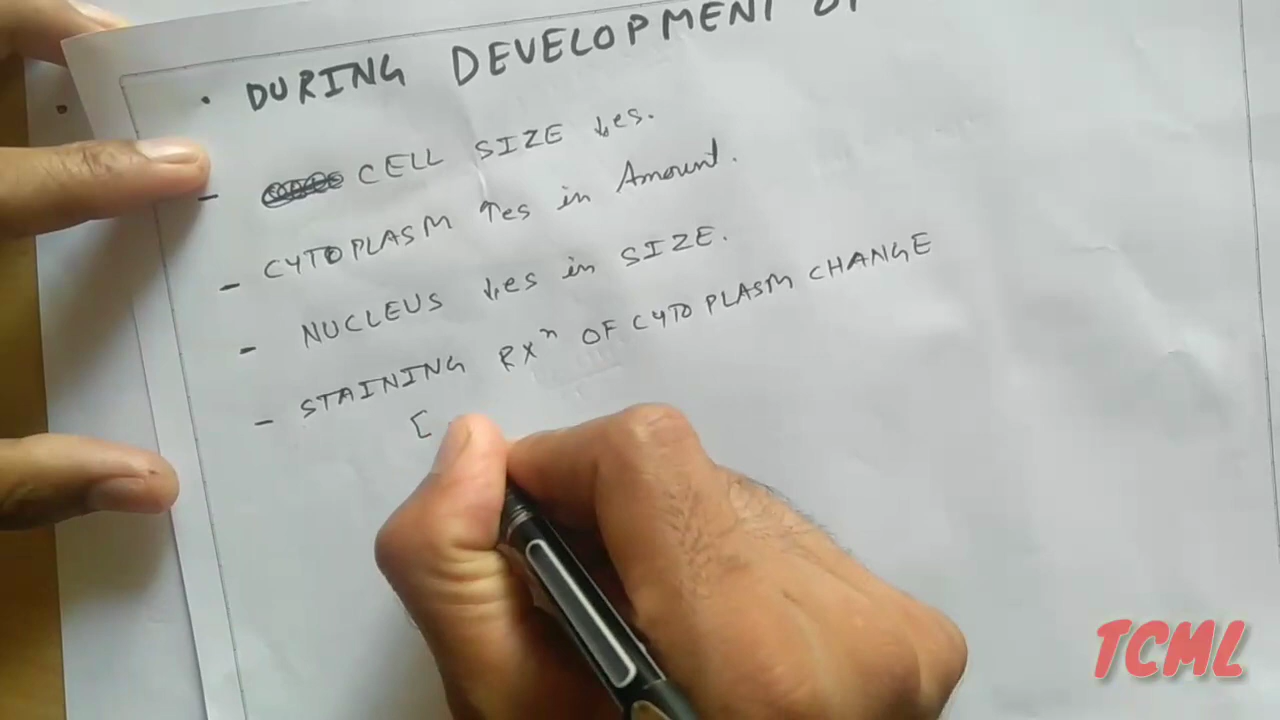 • DURING DEVELOPMENT OF
- CELL SIZE ↓es.
- CYTOPLASM ↑es in Amount.
- NUCLEUS ↓es in SIZE.
- STAINING RXⁿ OF CYTOPLASM CHANGE
[
TCML